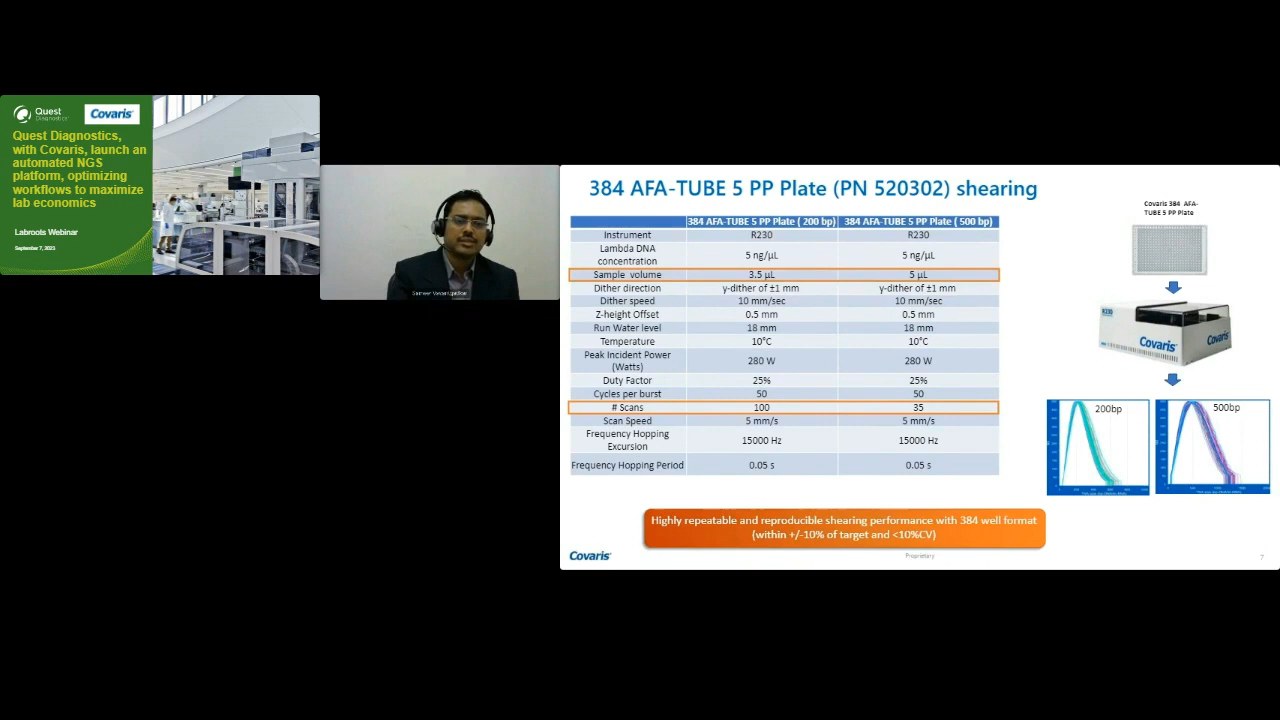 Quest Diagnostics
Covaris
Quest Diagnostics,
with Covaris, launch an
automated NGS
platform, optimizing
workflows to maximize
lab economics
Labroots Webinar
September 7, 2023
384 AFA-TUBE 5 PP Plate (PN 520302) shearing
384 AFA-TUBE 5 PP Plate ( 200 bp) 384 AFA-TUBE 5 PP Plate ( 500 bp)
Instrument R230 R230
Lambda DNA concentration 5 ng/µL 5 ng/µL
Sample volume 3.5 µL 5 µL
Dither direction y-dither of ±1 mm y-dither of ±1 mm
Dither speed 10 mm/sec 10 mm/sec
Z-height Offset 0.5 mm 0.5 mm
Run Water level 18 mm 18 mm
Temperature 10°C 10°C
Peak Incident Power (Watts) 280 W 280 W
Duty Factor 25% 25%
Cycles per burst 50 50
# Scans 100 35
Scan Speed 5 mm/s 5 mm/s
Frequency Hopping Excursion 15000 Hz 15000 Hz
Frequency Hopping Period 0.05 s 0.05 s
Covaris 384 AFA-
TUBE 5 PP Plate
R230
Covaris
Covaris
200bp
500bp
Highly repeatable and reproducible shearing performance with 384 well format
(within +/-10% of target and <10%CV)
Covaris
Proprietary
7